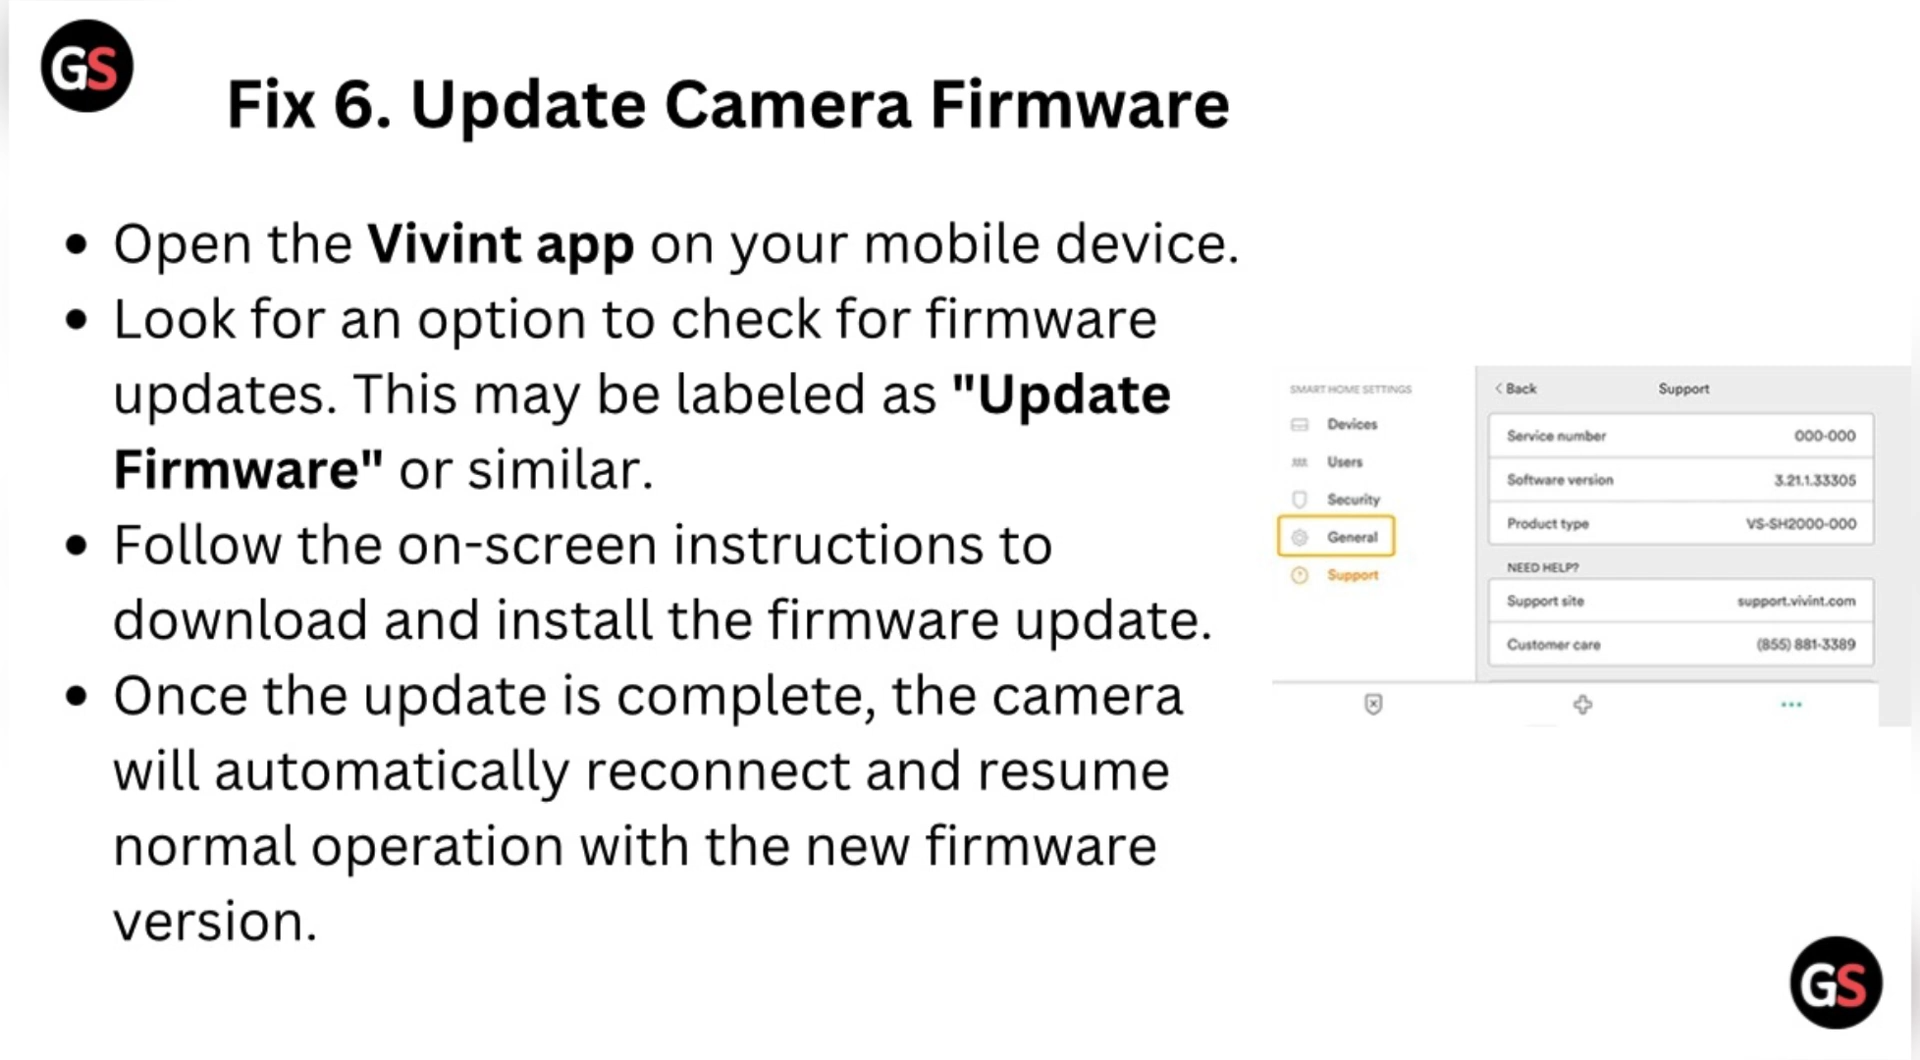 GS
Fix 6. Update Camera Firmware
• Open the Vivint app on your mobile device.
• Look for an option to check for firmware
updates. This may be labeled as "Update
Firmware" or similar.
• Follow the on-screen instructions to
download and install the firmware update.
• Once the update is complete, the camera
will automatically reconnect and resume
normal operation with the new firmware
version.
SMART HOME SETTINGS
Devices
Users
Security
General
Support
< Back Support
Service number 000-000
Software version 3.21.1.33305
Product type VS-SH2000-000
NEED HELP?
Support site support.vivint.com
Customer care (855) 881-3389
GS